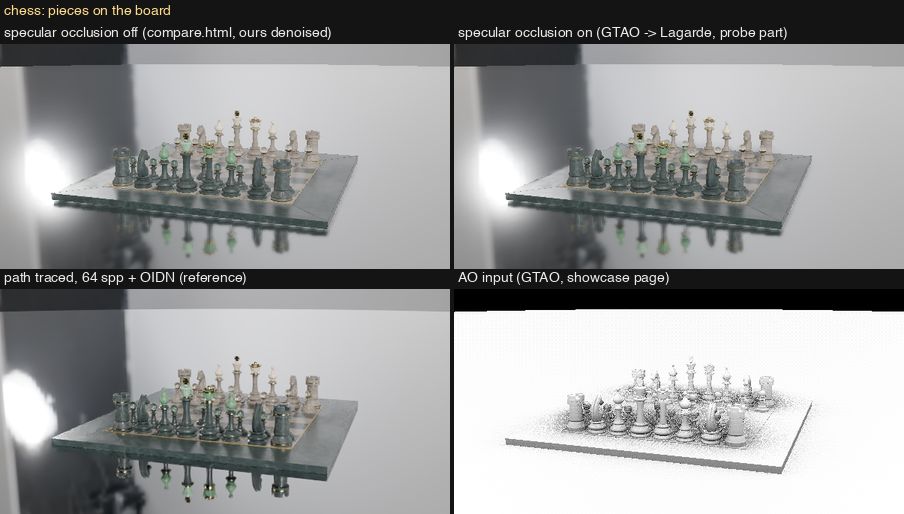 chess: pieces on the board
specular occlusion off (compare.html, ours denoised)
specular occlusion on (GTAO -> Lagarde, probe part)
path traced, 64 spp + OIDN (reference)
AO input (GTAO, showcase page)